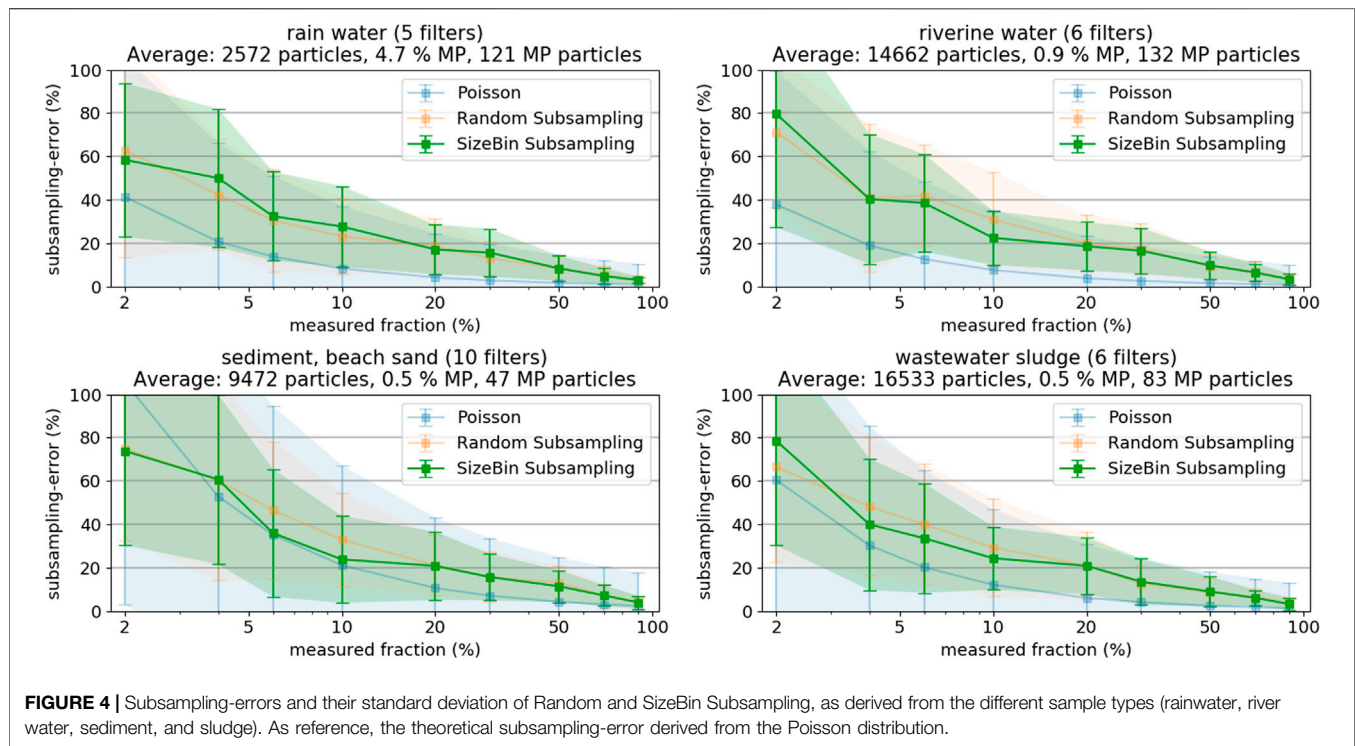 rain water (5 filters)
Average: 2572 particles, 4.7 % MP, 121 MP particles
100
80
60
40
20
0
subsampling-error (%)
Poisson
Random Subsampling
SizeBin Subsampling
2
5
10
20
50
100
measured fraction (%)
riverine water (6 filters)
Average: 14662 particles, 0.9 % MP, 132 MP particles
100
80
60
40
20
0
subsampling-error (%)
Poisson
Random Subsampling
SizeBin Subsampling
2
5
10
20
50
100
measured fraction (%)
sediment, beach sand (10 filters)
Average: 9472 particles, 0.5 % MP, 47 MP particles
100
80
60
40
20
0
subsampling-error (%)
Poisson
Random Subsampling
SizeBin Subsampling
2
5
10
20
50
100
measured fraction (%)
wastewater sludge (6 filters)
Average: 16533 particles, 0.5 % MP, 83 MP particles
100
80
60
40
20
0
subsampling-error (%)
Poisson
Random Subsampling
SizeBin Subsampling
2
5
10
20
50
100
measured fraction (%)
FIGURE 4 | Subsampling-errors and their standard deviation of Random and SizeBin Subsampling, as derived from the different sample types (rainwater, river
water, sediment, and sludge). As reference, the theoretical subsampling-error derived from the Poisson distribution.